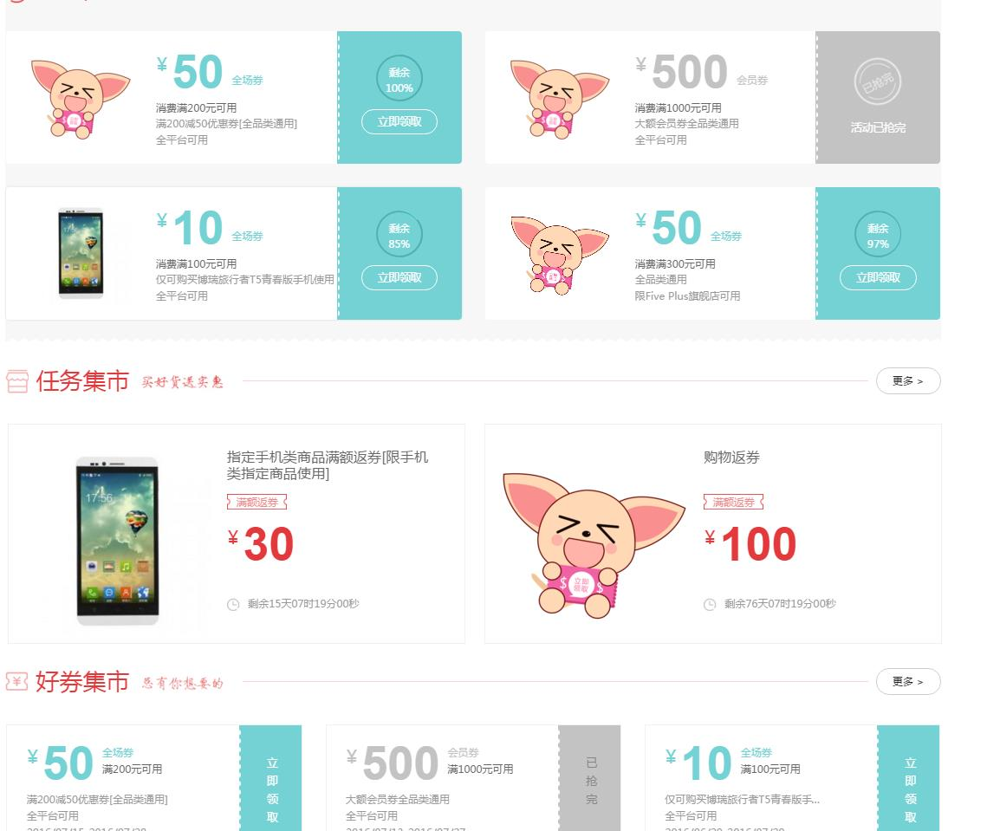 ¥50 全场券
消费满200元可用
满200减50优惠券[全品类通用]
全平台可用
剩余
100%
立即领取
¥500 会员券
消费满1000元可用
大额会员券全品类通用
全平台可用
已抢完
活动已抢完
¥10 全场券
消费满100元可用
仅可购买博瑞旅行者T5青春版手机使用
全平台可用
剩余
85%
立即领取
¥50 全场券
消费满300元可用
全品类通用
限Five Plus旗舰店可用
剩余
97%
立即领取
任务集市 买好货送实惠
更多 >
17:56
指定手机类商品满额返券[限手机
类指定商品使用]
满额返券
¥30
剩余15天07时19分00秒
$ 立即 $
领取
购物返券
满额返券
¥100
剩余76天07时19分00秒
好券集市 总有你想要的
更多 >
¥50 全场券
满200元可用
满200减50优惠券[全品类通用]
全平台可用
立即领取
¥500 会员券
满1000元可用
大额会员券全品类通用
全平台可用
已抢完
¥10 全场券
满100元可用
仅可购买博瑞旅行者T5青春版手...
全平台可用
立即领取